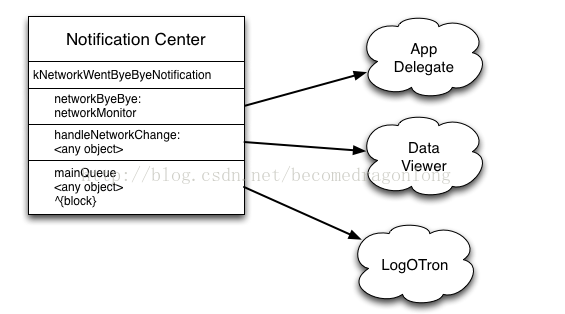 Notification Center
kNetworkWentByeByeNotification
networkByeBye:
networkMonitor
handleNetworkChange:
<any object>
mainQueue
<any object>
^{block}
App
Delegate
Data
Viewer
LogOTron
http://blog.csdn.net/becomedragonlong